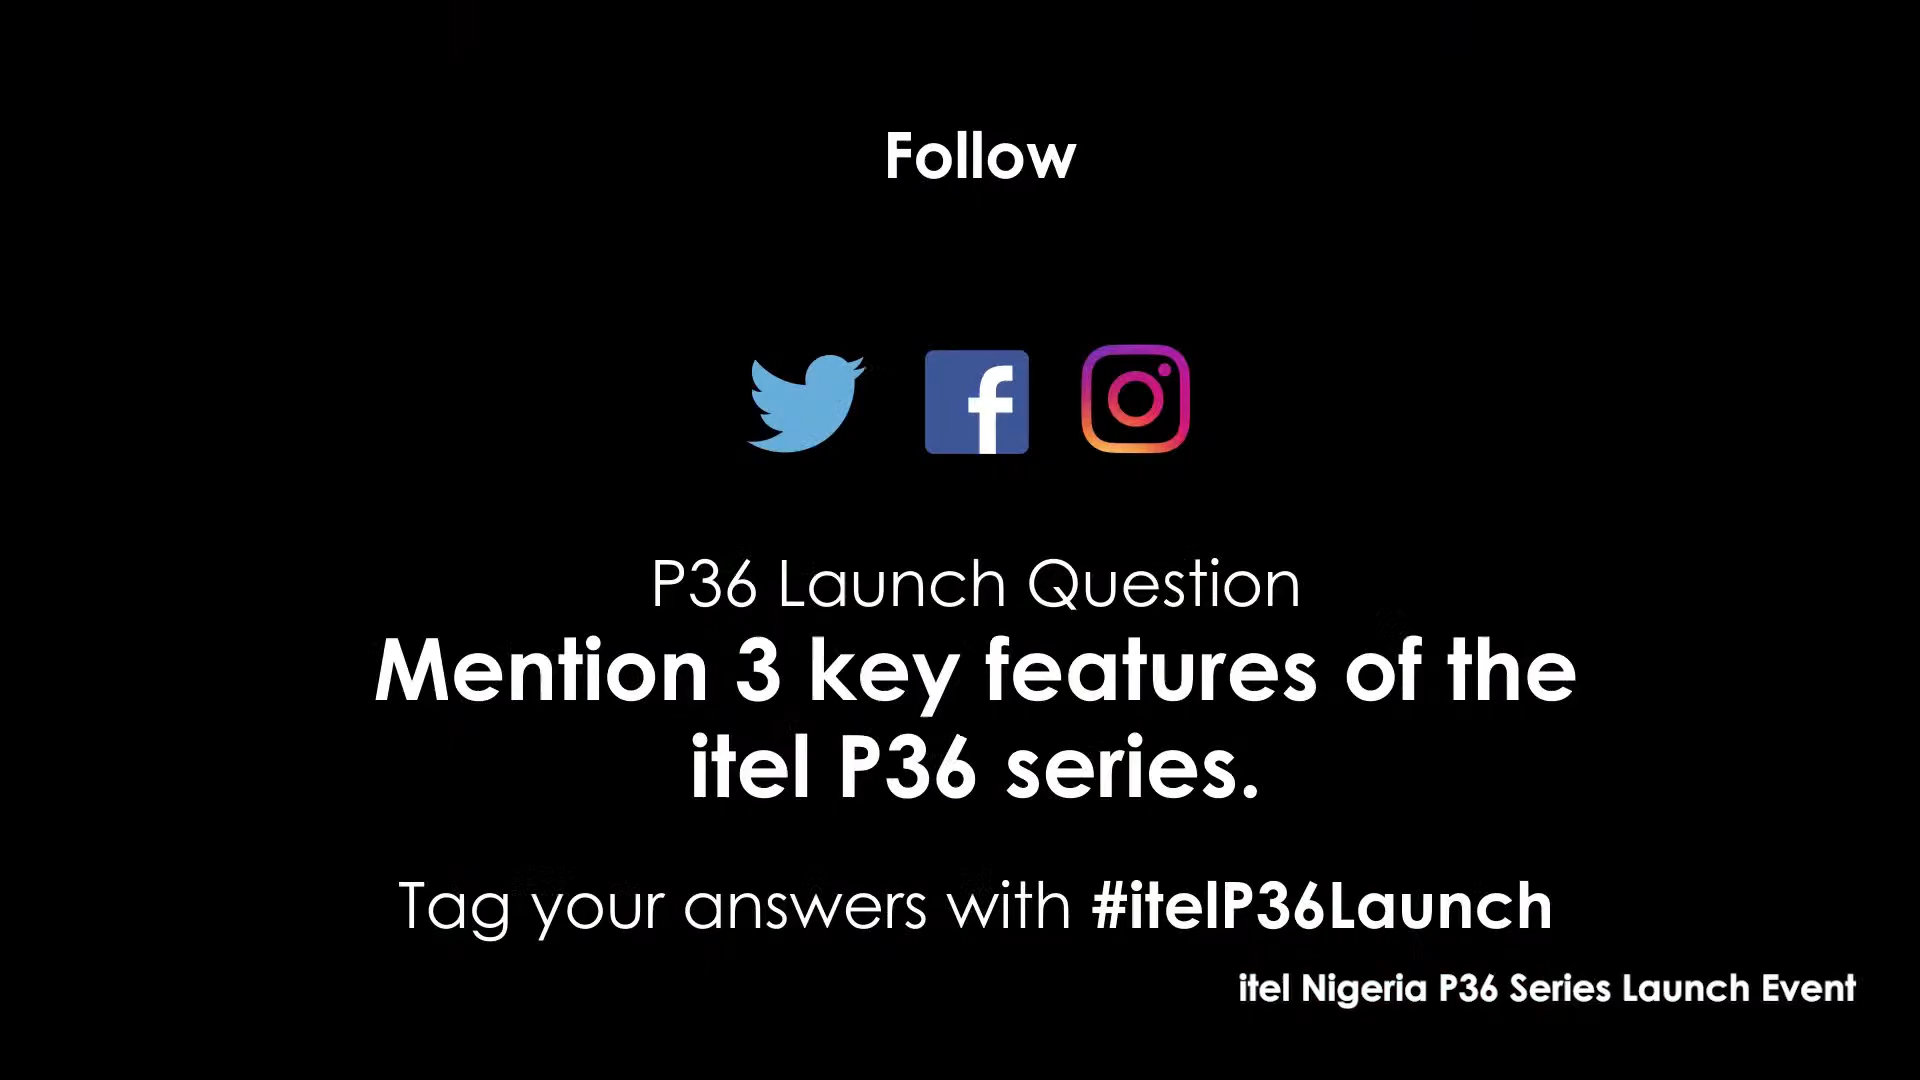 Follow
P36 Launch Question
Mention 3 key features of the
itel P36 series.
Tag your answers with #itelP36Launch
itel Nigeria P36 Series Launch Event